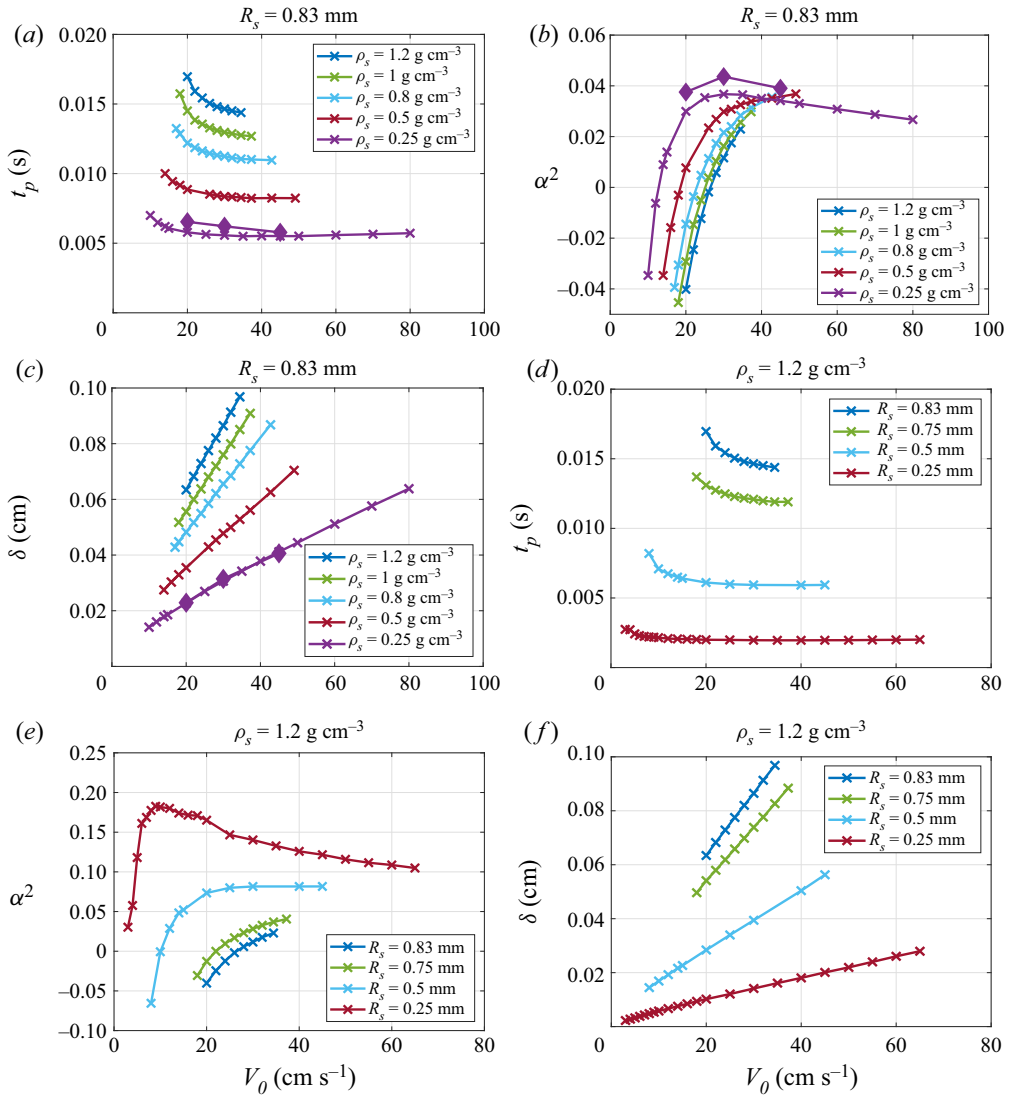 (a)
R_s = 0.83 mm
0.020
0.015
0.010
0.005
t_p (s)
0
20
40
60
80
100
ρ_s = 1.2 g cm⁻³
ρ_s = 1 g cm⁻³
ρ_s = 0.8 g cm⁻³
ρ_s = 0.5 g cm⁻³
ρ_s = 0.25 g cm⁻³
(b)
R_s = 0.83 mm
0.06
0.04
0.02
0
−0.02
−0.04
α²
0
20
40
60
80
100
ρ_s = 1.2 g cm⁻³
ρ_s = 1 g cm⁻³
ρ_s = 0.8 g cm⁻³
ρ_s = 0.5 g cm⁻³
ρ_s = 0.25 g cm⁻³
(c)
R_s = 0.83 mm
0.10
0.08
0.06
0.04
0.02
δ (cm)
0
20
40
60
80
100
ρ_s = 1.2 g cm⁻³
ρ_s = 1 g cm⁻³
ρ_s = 0.8 g cm⁻³
ρ_s = 0.5 g cm⁻³
ρ_s = 0.25 g cm⁻³
(d)
ρ_s = 1.2 g cm⁻³
0.020
0.015
0.010
0.005
t_p (s)
0
20
40
60
80
R_s = 0.83 mm
R_s = 0.75 mm
R_s = 0.5 mm
R_s = 0.25 mm
(e)
ρ_s = 1.2 g cm⁻³
0.25
0.20
0.15
0.10
0.05
0
−0.05
−0.10
α²
0
20
40
60
80
V_0 (cm s⁻¹)
R_s = 0.83 mm
R_s = 0.75 mm
R_s = 0.5 mm
R_s = 0.25 mm
(f)
ρ_s = 1.2 g cm⁻³
0.10
0.08
0.06
0.04
0.02
δ (cm)
0
20
40
60
80
V_0 (cm s⁻¹)
R_s = 0.83 mm
R_s = 0.75 mm
R_s = 0.5 mm
R_s = 0.25 mm